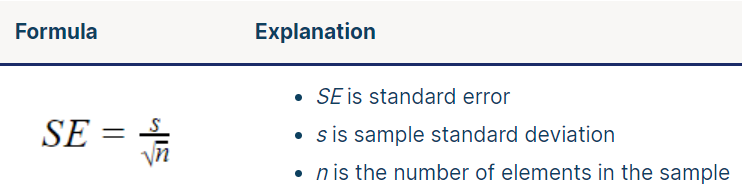 Formula Explanation
SE is standard error
SE = s/√n
s is sample standard deviation
n is the number of elements in the sample